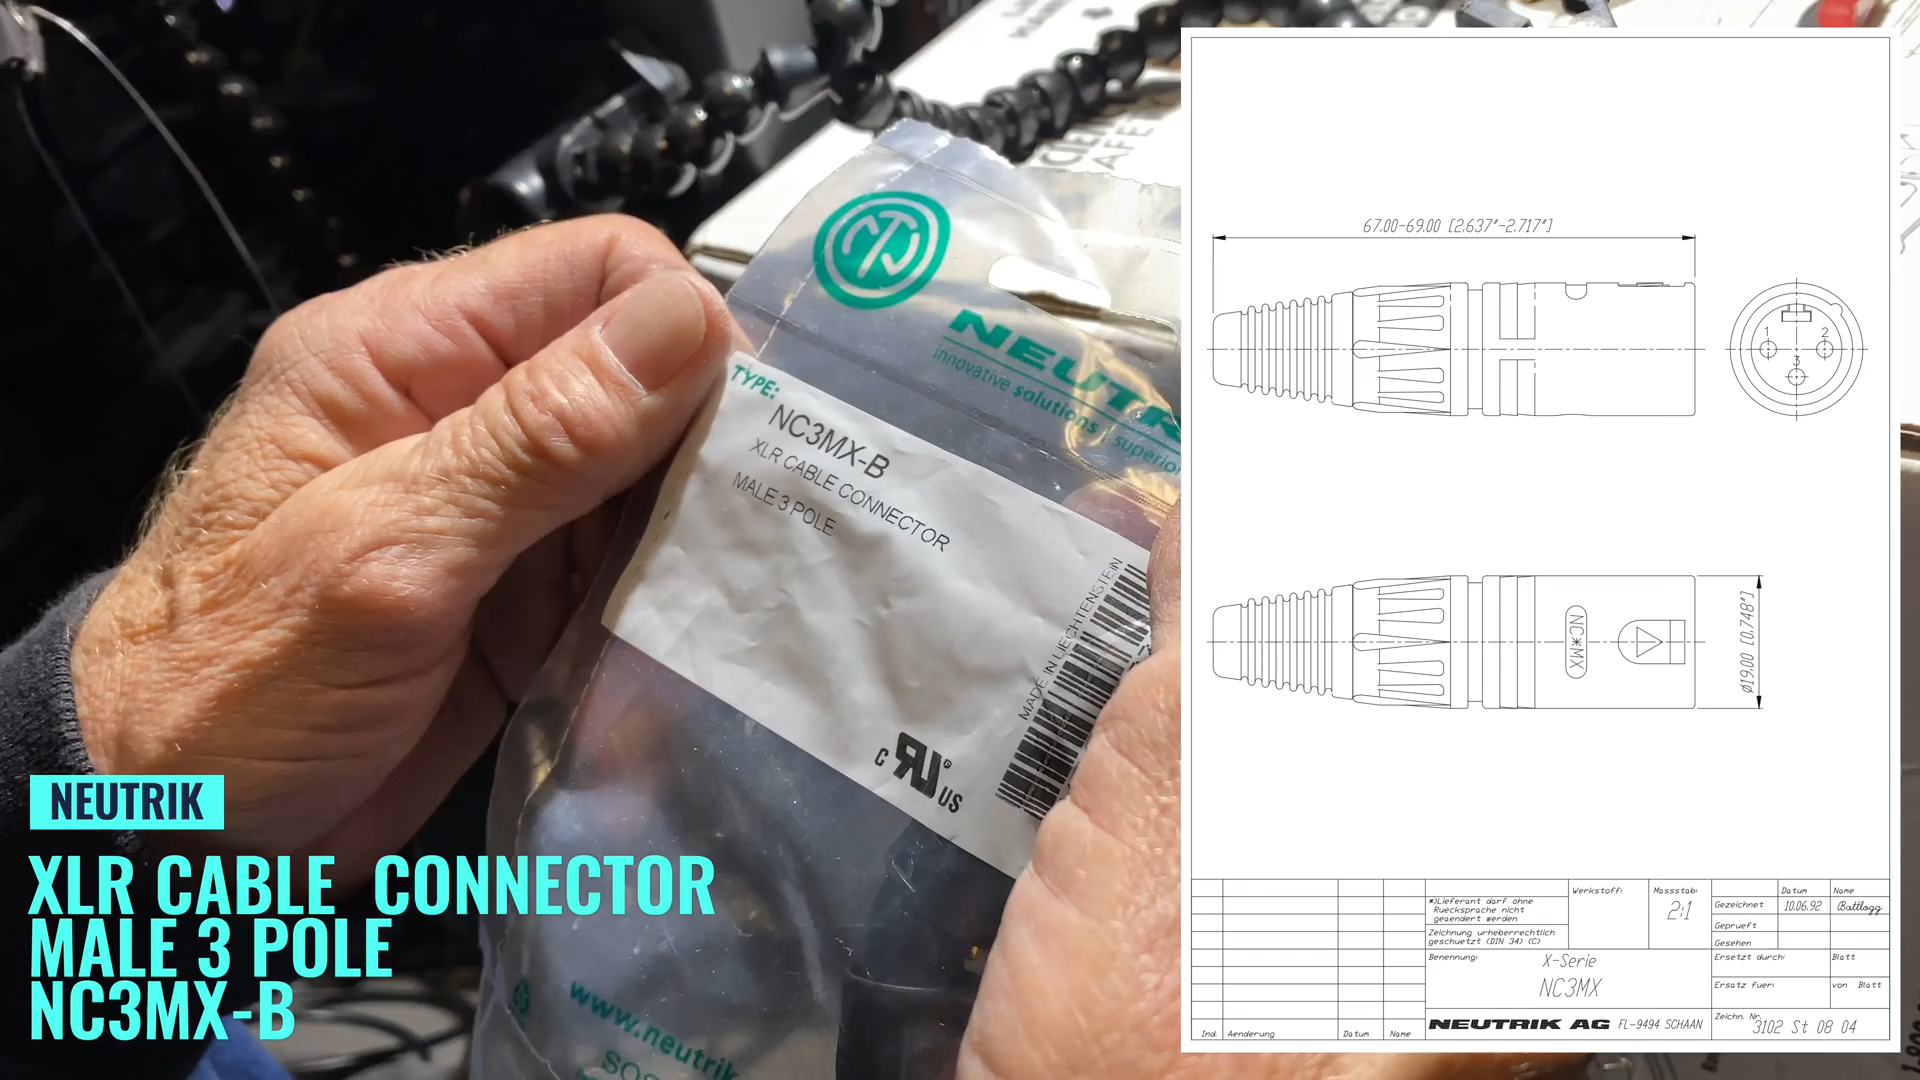 NEUTRIK
innovative solutions | superior
TYPE:
NC3MX-B
XLR CABLE CONNECTOR
MALE 3 POLE
MADE IN LIECHTENSTEIN
C US
www.neutrik
NEUTRIK
XLR CABLE CONNECTOR
MALE 3 POLE
NC3MX-B
67.00-69.00 [2.637"-2.717"]
1 2
3
NC*MX
ø19.00 [0.748"]
*)Lieferant darf ohne
Ruecksprache nicht
geaendert werden
Zeichnung urheberrechtlich
geschuetzt (DIN 34) (C)
Werkstoff:
Massstab:
2:1
Datum Name
Gezeichnet 10.06.92 Battlogg
Geprueft
Gesehen
Benennung:
X-Serie
NC3MX
Ersetzt durch: Blatt
Ersatz fuer: von Blatt
Ind. Aenderung Datum Name
NEUTRIK AG FL-9494 SCHAAN
Zeichn. Nr.
3102 St 08 04